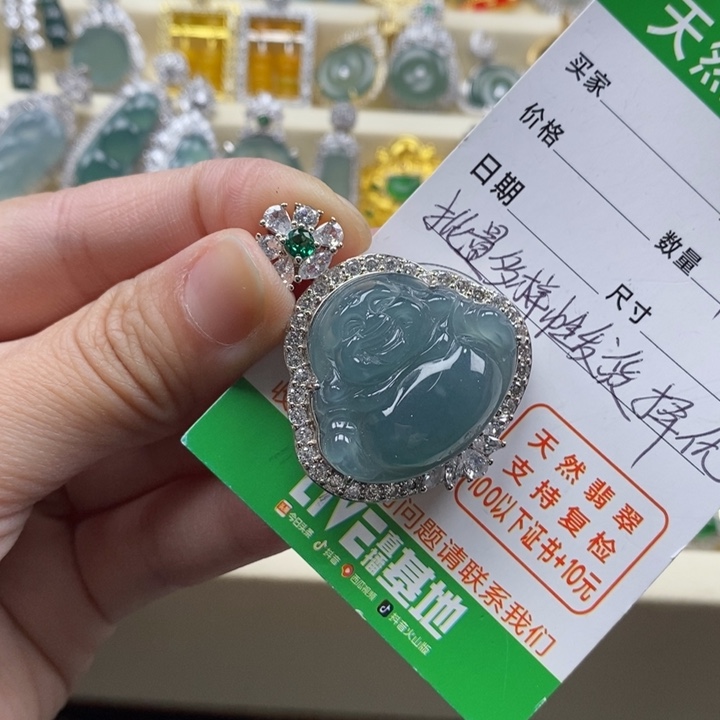 天然
买家
价格
日期
数量
尺寸
批量多样性发货 择优
天然翡翠
支持复检
100以下证书+10元
问题请联系我们
LIVE直播基地
今日头条 抖音 西瓜视频 抖音火山版